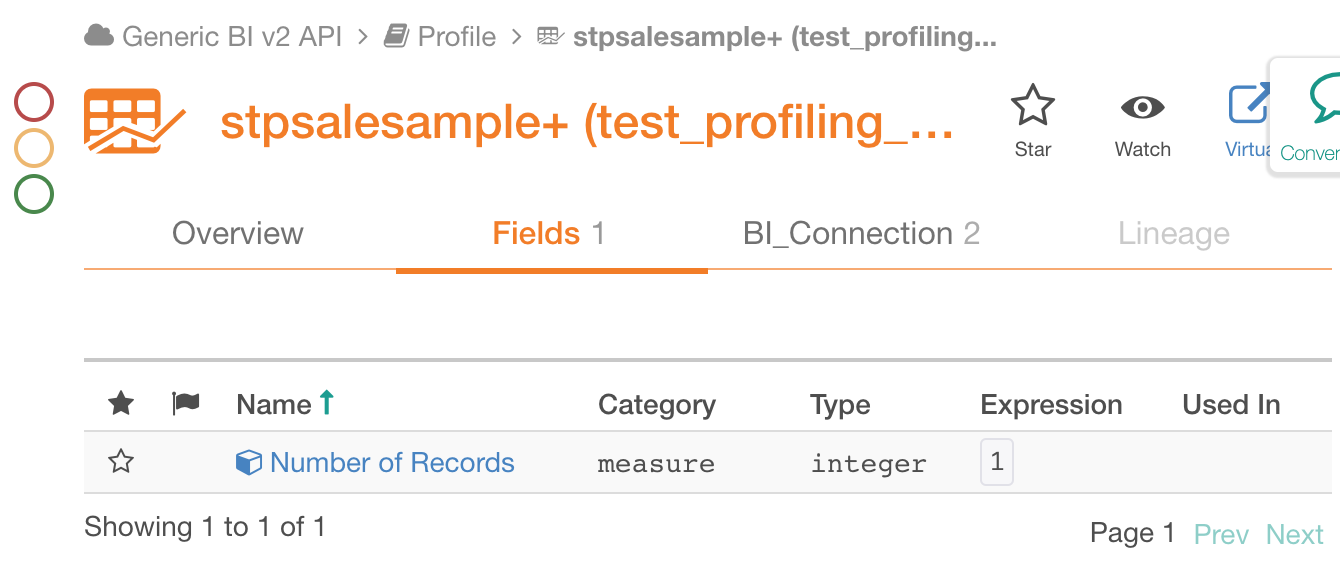 Generic BI v2 API > Profile > stpsalesample+ (test_profiling...
stpsalesample+ (test_profiling_...
Star Watch
Overview Fields 1 BI_Connection 2 Lineage
Name Category Type Expression Used In
Number of Records measure integer 1
Showing 1 to 1 of 1
Page 1 Prev Next